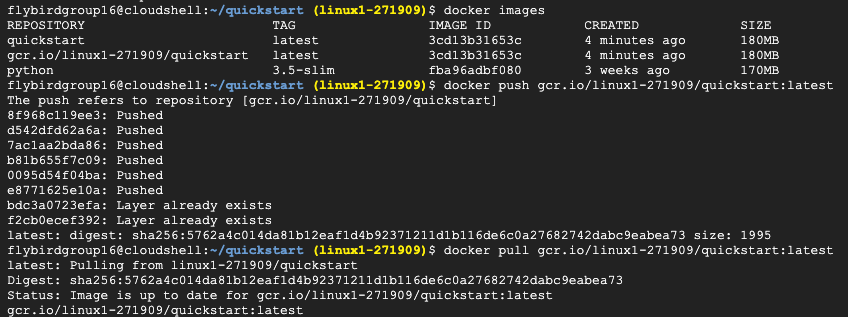 flybirdgroup16@cloudshell:~/quickstart (linux1-271909)$ docker images
REPOSITORY TAG IMAGE ID CREATED SIZE
quickstart latest 3cd13b31653c 4 minutes ago 180MB
gcr.io/linux1-271909/quickstart latest 3cd13b31653c 4 minutes ago 180MB
python 3.5-slim fba96adbf080 3 weeks ago 170MB
flybirdgroup16@cloudshell:~/quickstart (linux1-271909)$ docker push gcr.io/linux1-271909/quickstart:latest
The push refers to repository [gcr.io/linux1-271909/quickstart]
8f968c119ee3: Pushed
d542dfd62a6a: Pushed
7ac1aa2bda86: Pushed
b81b655f7c09: Pushed
0095d54f04ba: Pushed
e8771625e10a: Pushed
bdc3a0723efa: Layer already exists
f2cb0ecef392: Layer already exists
latest: digest: sha256:5762a4c014da81b12eaf1d4b92371211d1b116de6c0a27682742dabc9eabea73 size: 1995
flybirdgroup16@cloudshell:~/quickstart (linux1-271909)$ docker pull gcr.io/linux1-271909/quickstart:latest
latest: Pulling from linux1-271909/quickstart
Digest: sha256:5762a4c014da81b12eaf1d4b92371211d1b116de6c0a27682742dabc9eabea73
Status: Image is up to date for gcr.io/linux1-271909/quickstart:latest
gcr.io/linux1-271909/quickstart:latest